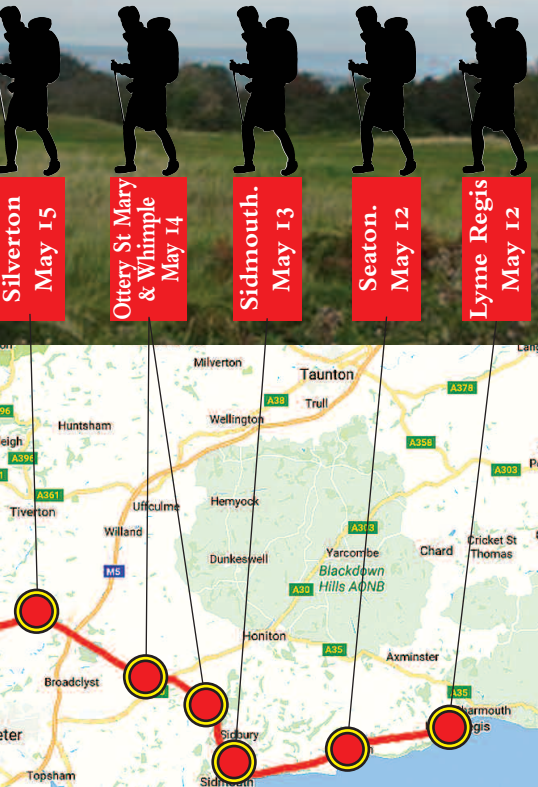 Silverton
May 15
Ottery St Mary
& Whimple
May 14
Sidmouth.
May 13
Seaton.
May 12
Lyme Regis
May 12
Milverton
Taunton
A378
A38
Trull
Wellington
Huntsham
A358
A396
A303
A361
Tiverton
Uffculme
Hemyock
Willand
A303
Cricket St
Thomas
Chard
Yarcombe
Dunkeswell
M5
Blackdown
Hills AONB
A30
Honiton
A35
Axminster
Broadclyst
A35
Sidbury
Topsham